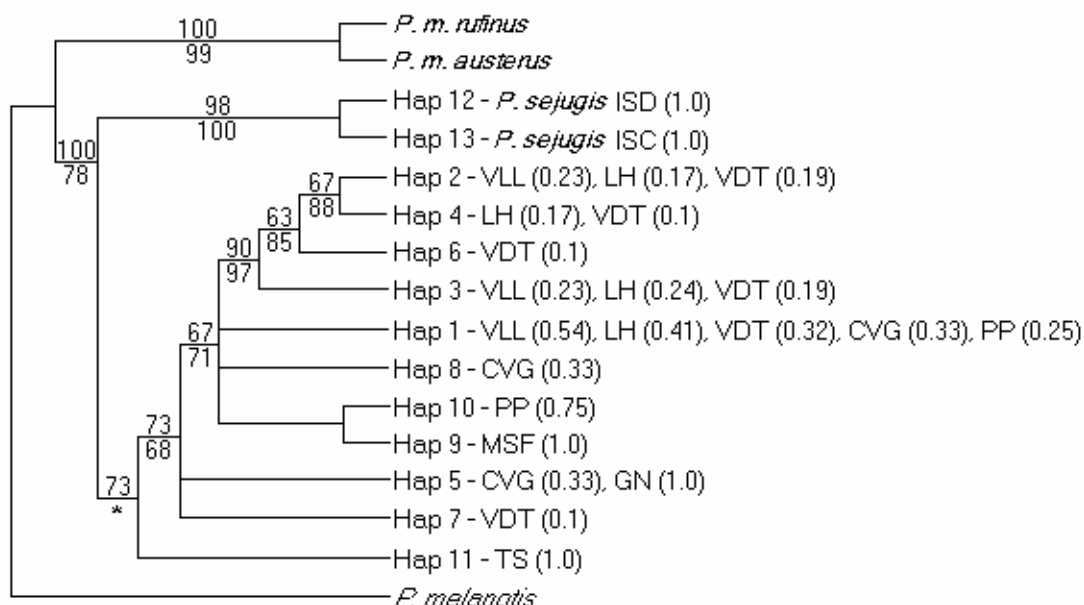 100
P. m. rufinus
99
P. m. austerus
98
Hap 12 - P. sejugis ISD (1.0)
100
Hap 13 - P. sejugis ISC (1.0)
100
78
67
Hap 2 - VLL (0.23), LH (0.17), VDT (0.19)
88
Hap 4 - LH (0.17), VDT (0.1)
63
85
Hap 6 - VDT (0.1)
90
97
Hap 3 - VLL (0.23), LH (0.24), VDT (0.19)
67
Hap 1 - VLL (0.54), LH (0.41), VDT (0.32), CVG (0.33), PP (0.25)
71
Hap 8 - CVG (0.33)
Hap 10 - PP (0.75)
73
Hap 9 - MSF (1.0)
68
Hap 5 - CVG (0.33), GN (1.0)
73
*
Hap 7 - VDT (0.1)
Hap 11 - TS (1.0)
P. melanotis